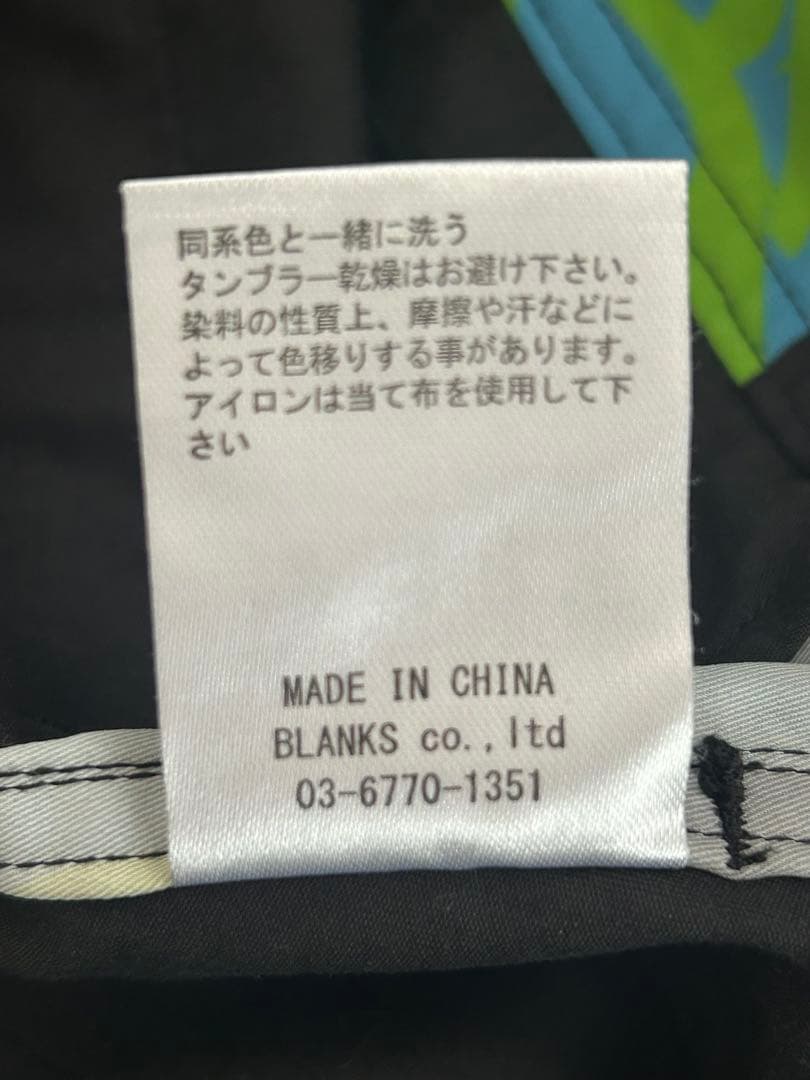 同系色と一緒に洗う
タンブラー乾燥はお避け下さい。
染料の性質上、摩擦や汗などに
よって色移りする事があります。
アイロンは当て布を使用して下
さい
MADE IN CHINA
BLANKS co.,ltd
03-6770-1351